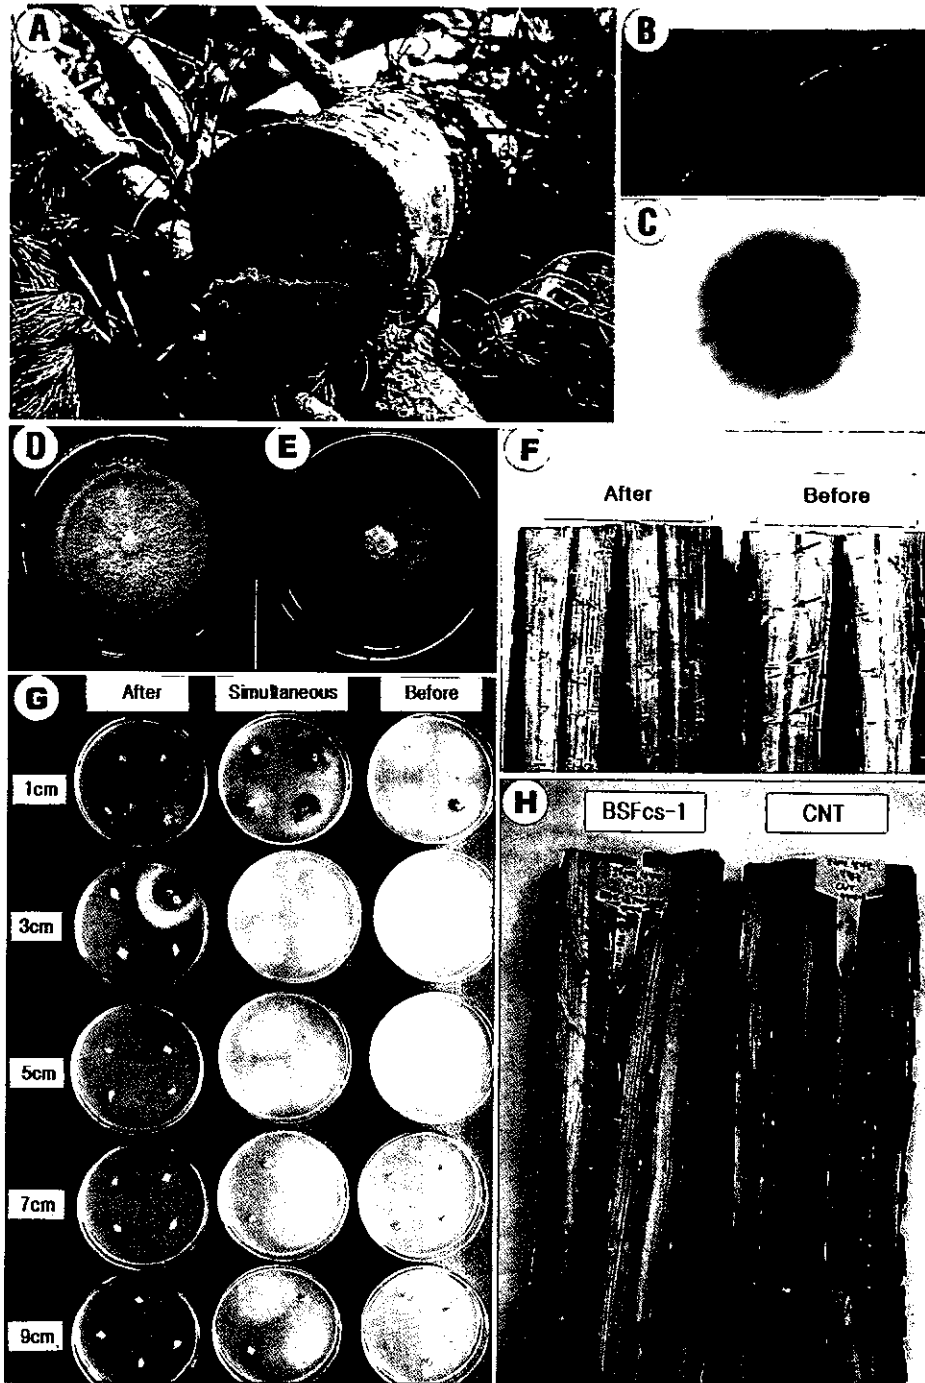 A
B
C
D
E
F
After
Before
G
After
Simultaneous
Before
1cm
3cm
5cm
7cm
9cm
H
BSFcs-1
CNT